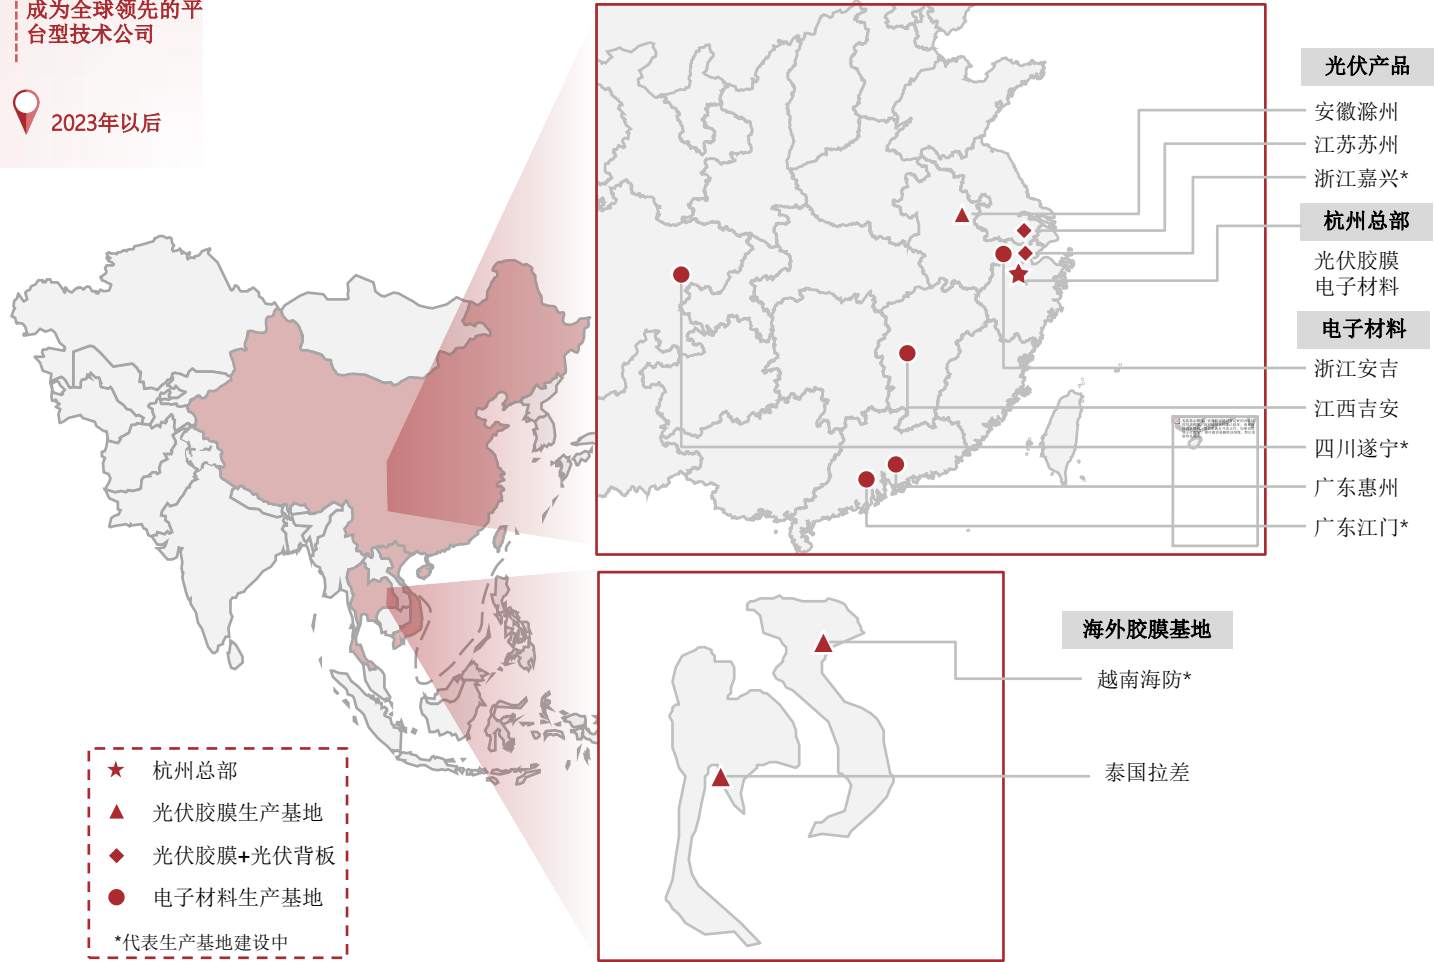 成为全球领先的平
台型技术公司
2023年以后
光伏产品
安徽滁州
江苏苏州
浙江嘉兴*
杭州总部
光伏胶膜
电子材料
电子材料
浙江安吉
江西吉安
四川遂宁*
广东惠州
广东江门*
海外胶膜基地
越南海防*
泰国拉差
杭州总部
光伏胶膜生产基地
光伏胶膜+光伏背板
电子材料生产基地
*代表生产基地建设中